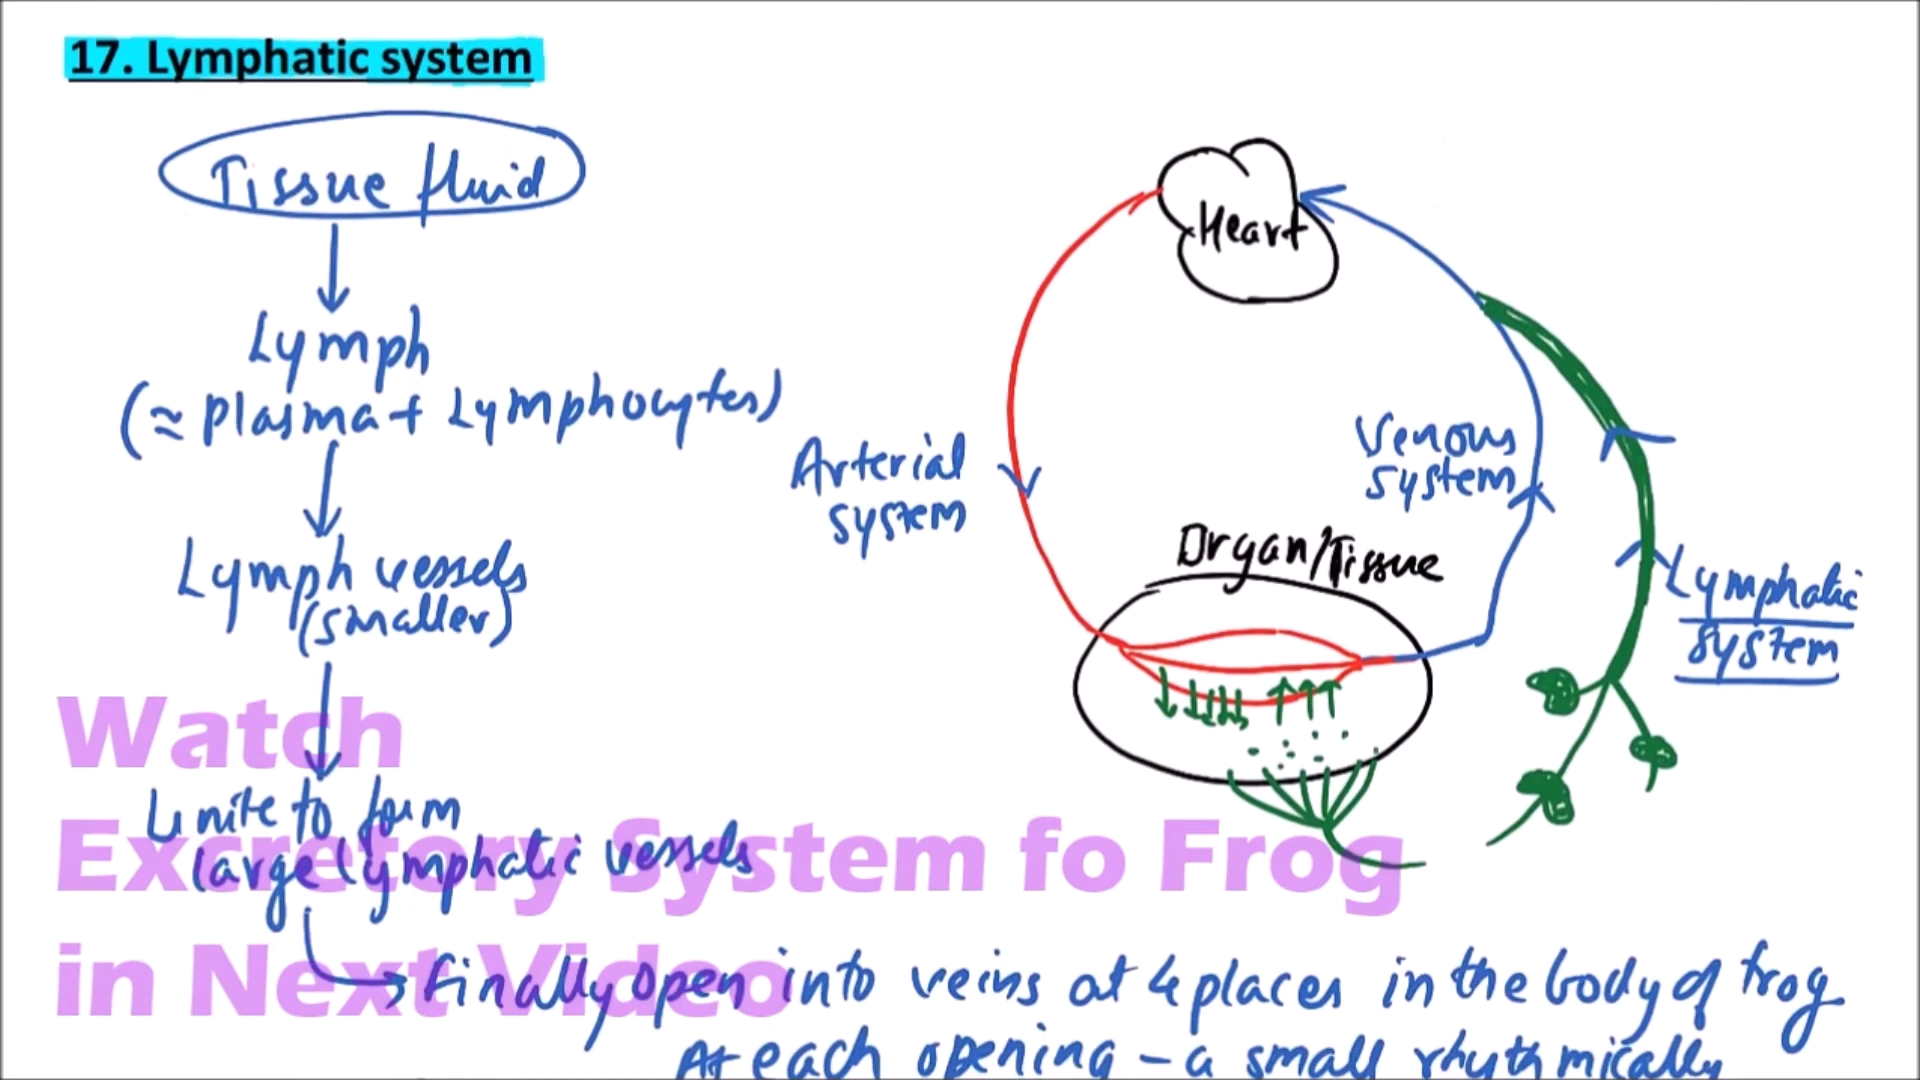 17. Lymphatic system
Tissue fluid
Lymph
(≈ Plasma + Lymphocytes)
Lymph vessels
(smaller)
Unite to form
large lymphatic vessels
Finally open into veins at 4 places in the body of frog
At each opening – a small rhythmically
Heart
Arterial
system
Venous
system
Organ/Tissue
Lymphatic
system
Watch
Excretory System fo Frog
in Next Video